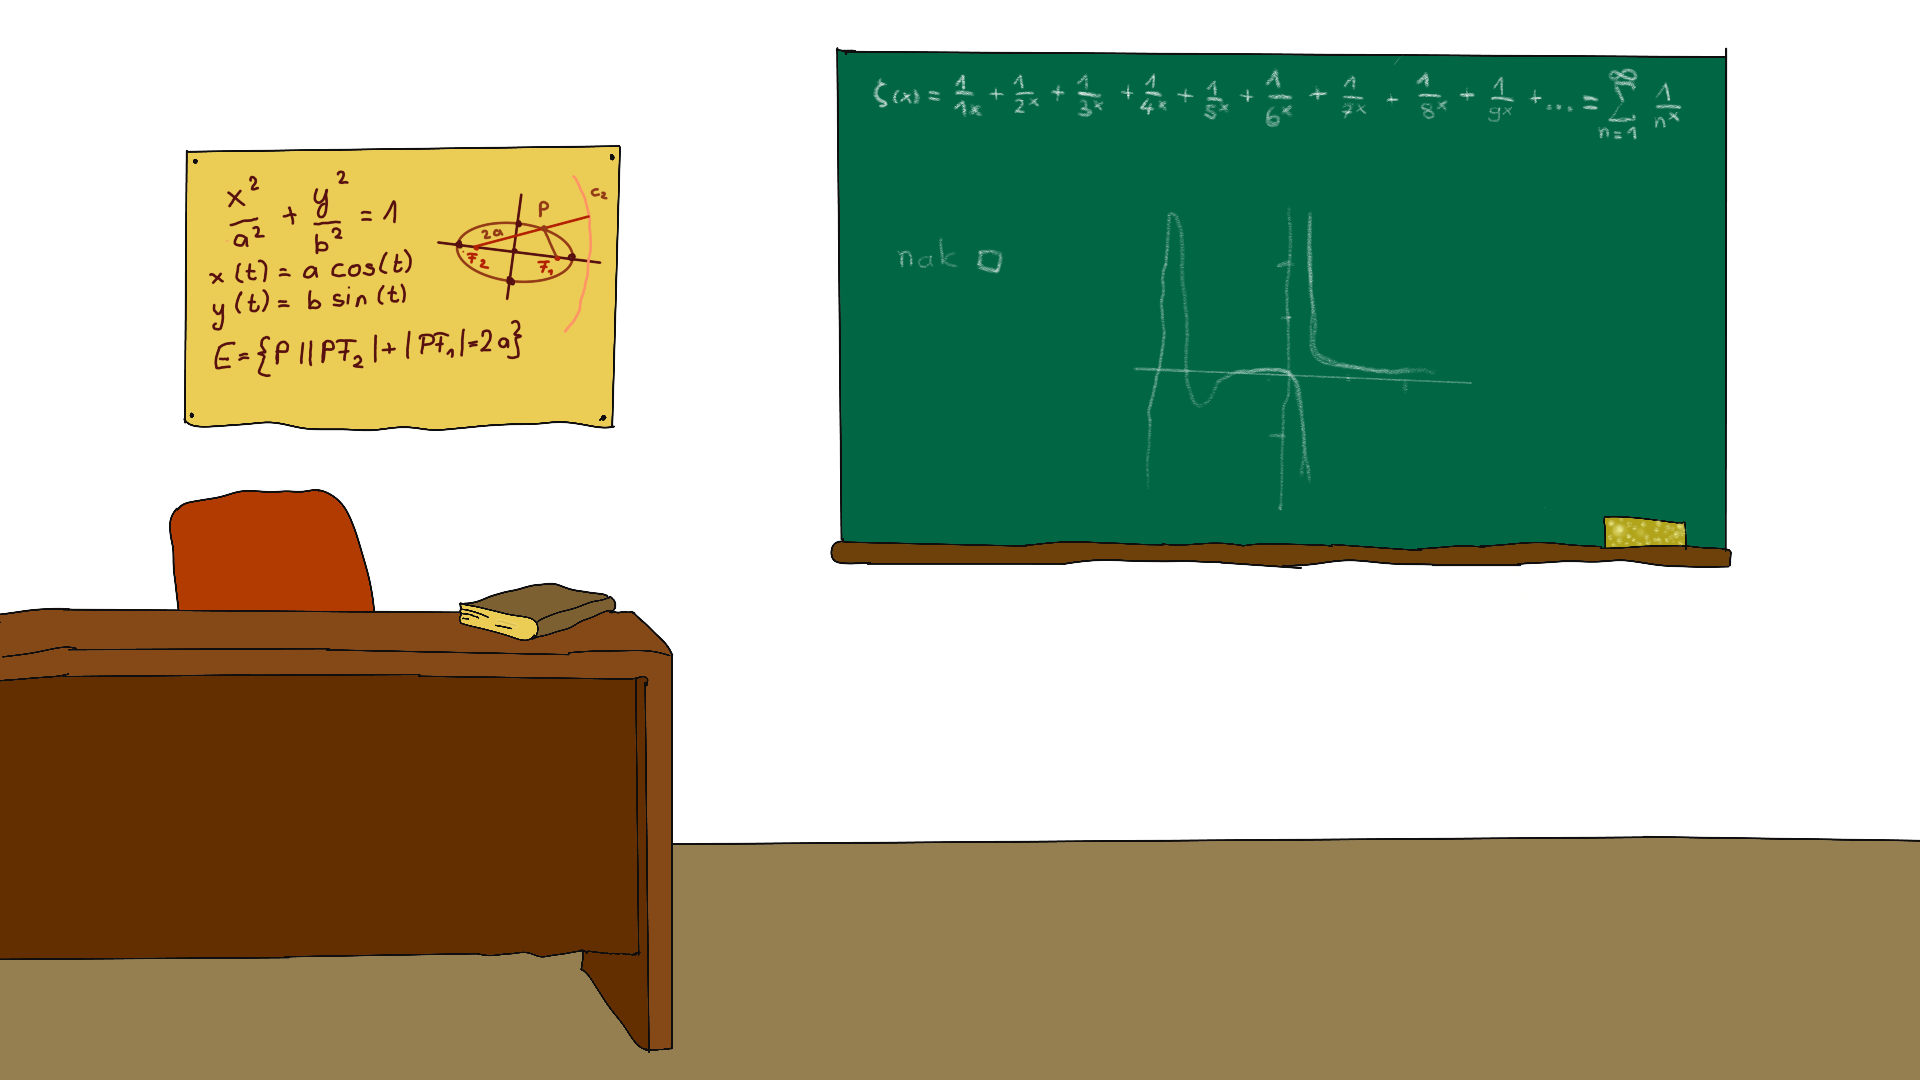 x²/a² + y²/b² = 1
x(t) = a cos(t)
y(t) = b sin(t)
E={P||PF₂|+|PF₁|=2a}
P
c₂
2a
F₂
F₁
ζ(x) = 1/1ˣ + 1/2ˣ + 1/3ˣ + 1/4ˣ + 1/5ˣ + 1/6ˣ + 1/7ˣ + 1/8ˣ + 1/9ˣ + ... = ∑ₙ₌₁^∞ 1/nˣ
nak □